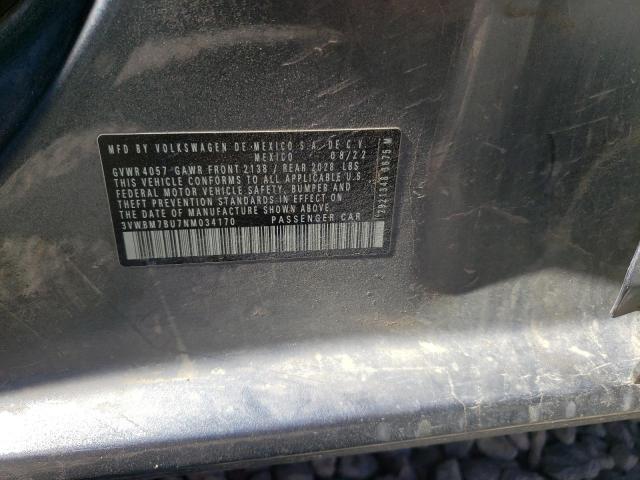 MFD BY VOLKSWAGEN DE MEXICO S.A. DE C.V.
MEXICO 08/22
GVWR 4057 GAWR FRONT 2138 / REAR 2028 LBS
THIS VEHICLE CONFORMS TO ALL APPLICABLE U.S.
FEDERAL MOTOR VEHICLE SAFETY, BUMPER AND
THEFT PREVENTION STANDARDS IN EFFECT ON THE
DATE OF MANUFACTURE SHOWN ABOVE.
3VWBM7BU7NM034170 PASSENGER CAR